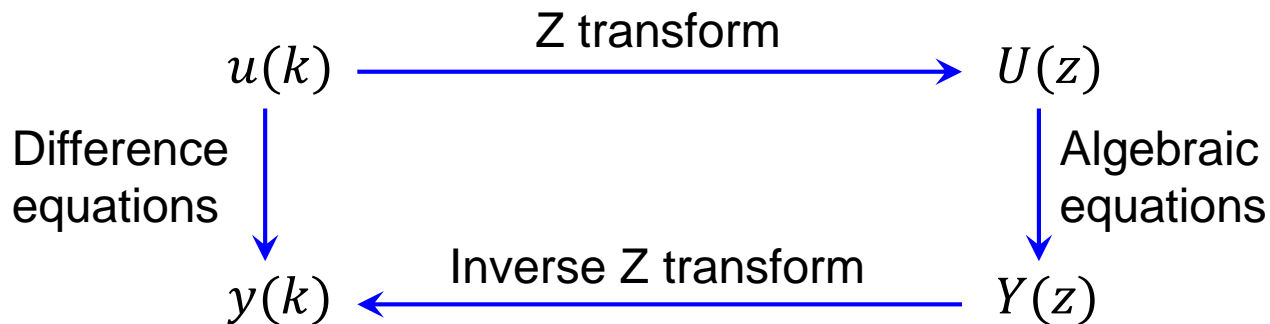 Z transform
u(k)
U(z)
Difference
equations
Algebraic
equations
Inverse Z transform
y(k)
Y(z)